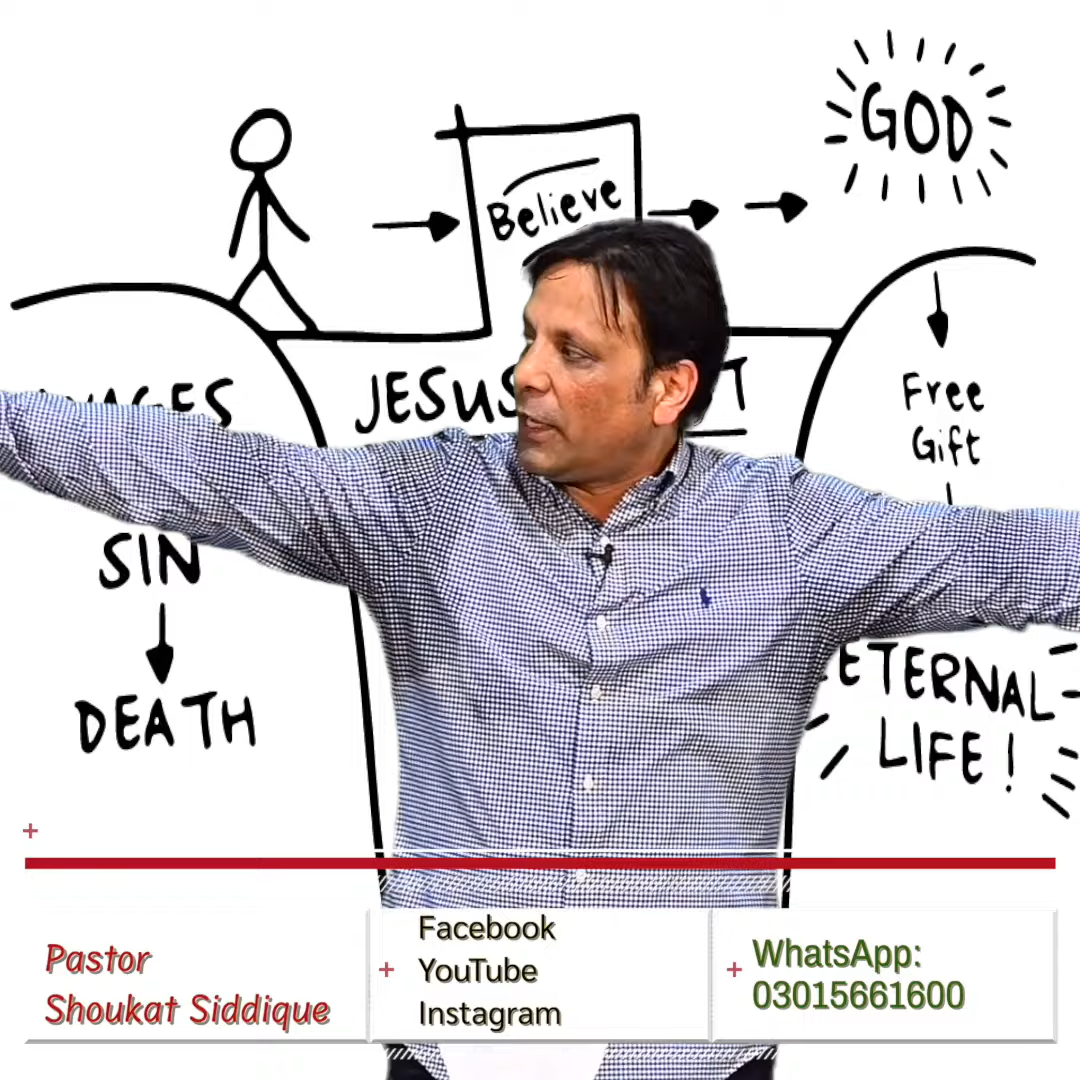 GOD
Believe
JESUS
Free
Gift
SIN
DEATH
ETERNAL
LIFE!
Pastor
Shoukat Siddique
Facebook
YouTube
Instagram
WhatsApp:
03015661600